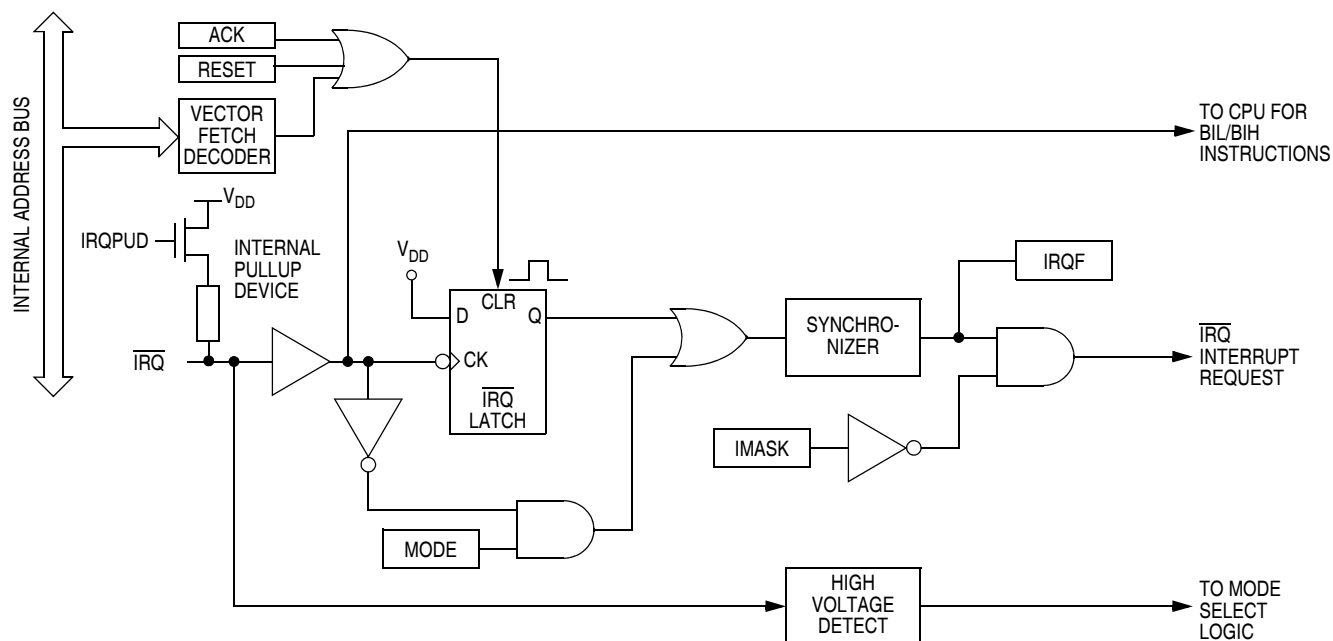 INTERNAL ADDRESS BUS
ACK
RESET
VECTOR
FETCH
DECODER
TO CPU FOR
BIL/BIH
INSTRUCTIONS
VDD
IRQPUD
INTERNAL
PULLUP
DEVICE
VDD
CLR
D
Q
CK
IRQ
LATCH
IRQ
SYNCHRO-
NIZER
IRQF
IRQ
INTERRUPT
REQUEST
IMASK
MODE
HIGH
VOLTAGE
DETECT
TO MODE
SELECT
LOGIC